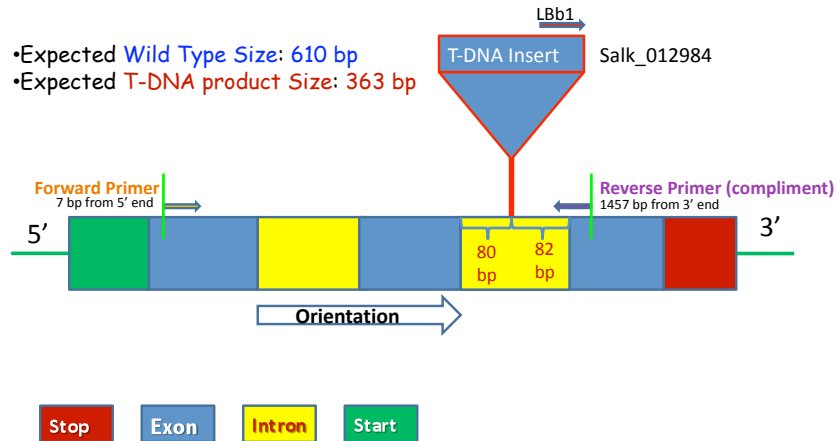 LBb1
•Expected Wild Type Size: 610 bp
•Expected T-DNA product Size: 363 bp
T-DNA Insert
Salk_012984
Forward Primer
7 bp from 5’ end
Reverse Primer (compliment)
1457 bp from 3’ end
5’
3’
80
bp
82
bp
Orientation
Stop
Exon
Intron
Start